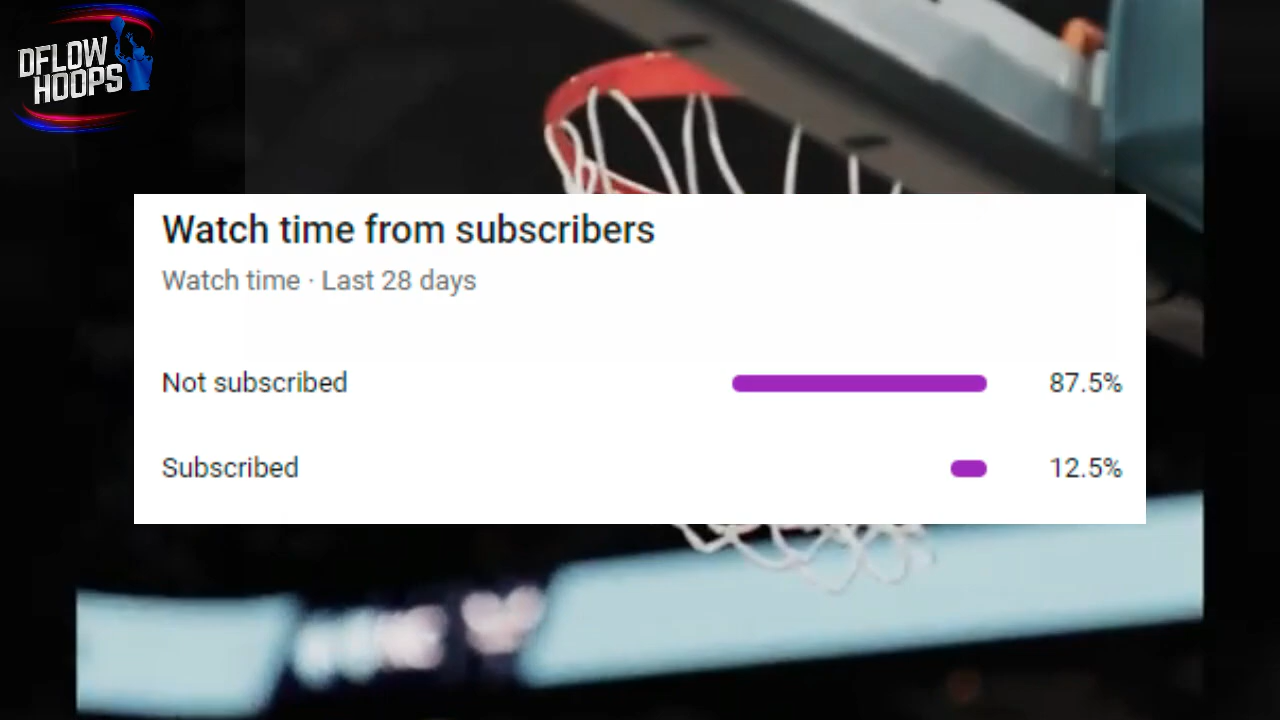 DFLOW
HOOPS
Watch time from subscribers
Watch time · Last 28 days
Not subscribed 87.5%
Subscribed 12.5%